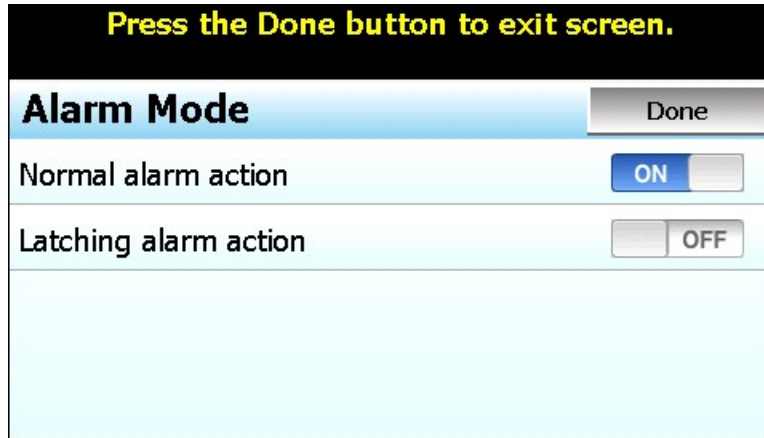 Press the Done button to exit screen.
Alarm Mode
Done
Normal alarm action
ON
Latching alarm action
OFF